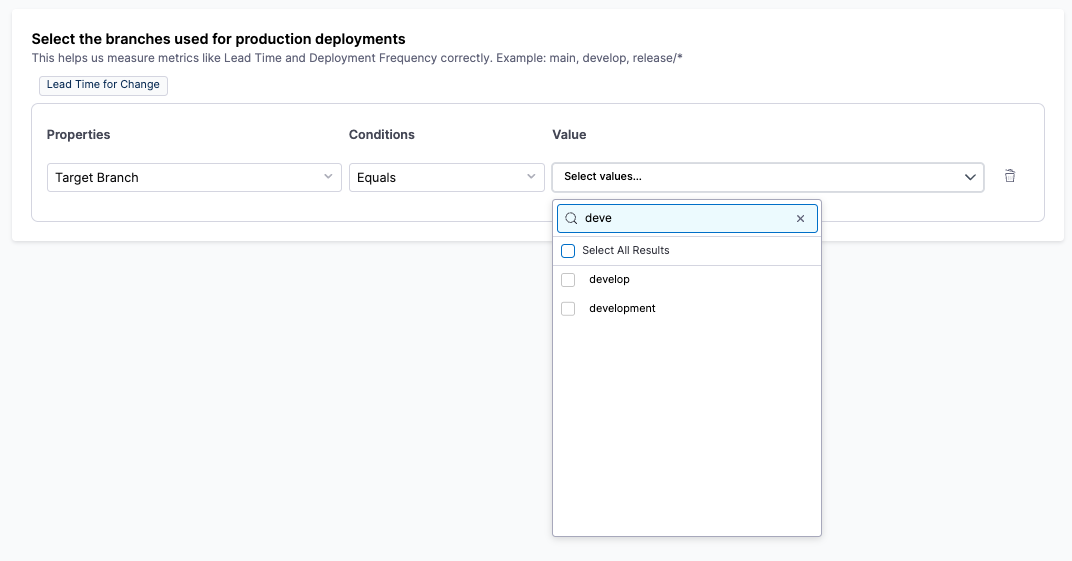 Select the branches used for production deployments
This helps us measure metrics like Lead Time and Deployment Frequency correctly. Example: main, develop, release/*
Lead Time for Change
Properties Conditions Value
Target Branch Equals Select values...
deve
Select All Results
develop
development